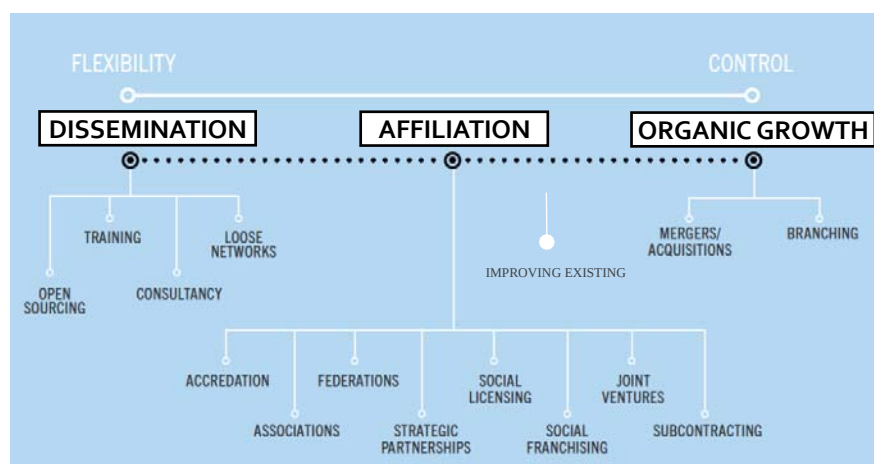 FLEXIBILITY
CONTROL
DISSEMINATION
AFFILIATION
ORGANIC GROWTH
TRAINING
LOOSE
NETWORKS
OPEN
SOURCING
CONSULTANCY
MERGERS/
ACQUISITIONS
BRANCHING
IMPROVING EXISTING
ACCREDATION
FEDERATIONS
SOCIAL
LICENSING
JOINT
VENTURES
ASSOCIATIONS
STRATEGIC
PARTNERSHIPS
SOCIAL
FRANCHISING
SUBCONTRACTING